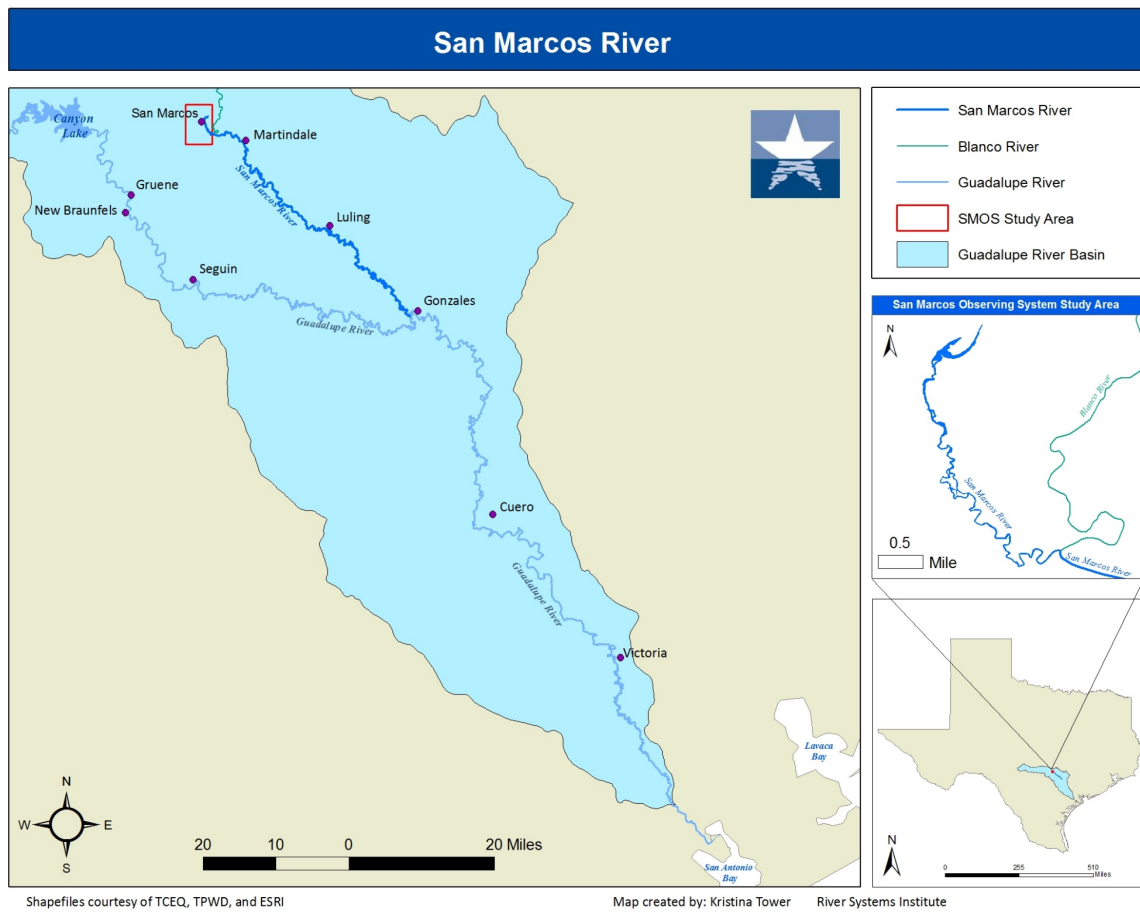 San Marcos River
Canyon
Lake
San Marcos
Martindale
San Marcos River
Gruene
New Braunfels
Luling
Seguin
Gonzales
Guadalupe River
Cuero
Guadalupe River
Victoria
Lavaca
Bay
San Antonio
Bay
N
W
E
S
20
10
0
20 Miles
San Marcos River
Blanco River
Guadalupe River
SMOS Study Area
Guadalupe River Basin
San Marcos Observing System Study Area
N
Blanco River
San Marcos River
San Marcos River
0.5
Mile
N
0
255
510
Miles
Shapefiles courtesy of TCEQ, TPWD, and ESRI
Map created by: Kristina Tower
River Systems Institute